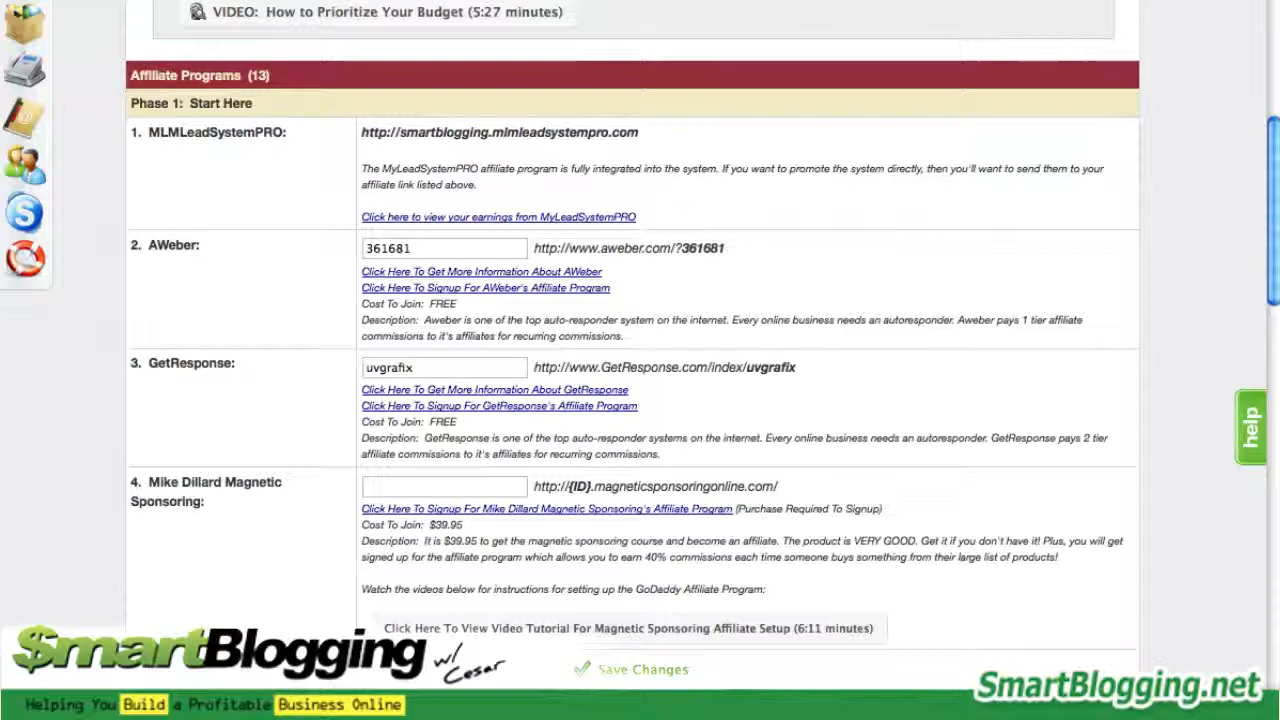 VIDEO: How to Prioritize Your Budget (5:27 minutes)
Affiliate Programs (13)
Phase 1: Start Here
1. MLMLeadSystemPRO:
http://smartblogging.mlmleadsystempro.com
The MyLeadSystemPRO affiliate program is fully integrated into the system. If you want to promote the system directly, then you'll want to send them to your
affiliate link listed above.
Click here to view your earnings from MyLeadSystemPRO
2. AWeber:
361681 http://www.aweber.com/?361681
Click Here To Get More Information About AWeber
Click Here To Signup For AWeber's Affiliate Program
Cost To Join: FREE
Description: Aweber is one of the top auto-responder system on the internet. Every online business needs an autoresponder. Aweber pays 1 tier affiliate
commissions to it's affiliates for recurring commissions.
3. GetResponse:
uvgrafix http://www.GetResponse.com/index/uvgrafix
Click Here To Get More Information About GetResponse
Click Here To Signup For GetResponse's Affiliate Program
Cost To Join: FREE
Description: GetResponse is one of the top auto-responder systems on the internet. Every online business needs an autoresponder. GetResponse pays 2 tier
affiliate commissions to it's affiliates for recurring commissions.
4. Mike Dillard Magnetic
Sponsoring:
http://{ID}.magneticsponsoringonline.com/
Click Here To Signup For Mike Dillard Magnetic Sponsoring's Affiliate Program (Purchase Required To Signup)
Cost To Join: $39.95
Description: It is $39.95 to get the magnetic sponsoring course and become an affiliate. The product is VERY GOOD. Get it if you don't have it! Plus, you will get
signed up for the affiliate program which allows you to earn 40% commissions each time someone buys something from their large list of products!
Watch the videos below for instructions for setting up the GoDaddy Affiliate Program:
Click Here To View Video Tutorial For Magnetic Sponsoring Affiliate Setup (6:11 minutes)
Save Changes
help
$martBlogging w/ Cesar
SmartBlogging.net
Helping You Build a Profitable Business Online